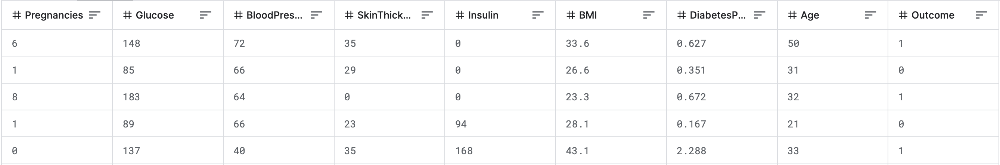 # Pregnancies # Glucose # BloodPres... # SkinThick... # Insulin # BMI # DiabetesP... # Age # Outcome
6 148 72 35 0 33.6 0.627 50 1
1 85 66 29 0 26.6 0.351 31 0
8 183 64 0 0 23.3 0.672 32 1
1 89 66 23 94 28.1 0.167 21 0
0 137 40 35 168 43.1 2.288 33 1